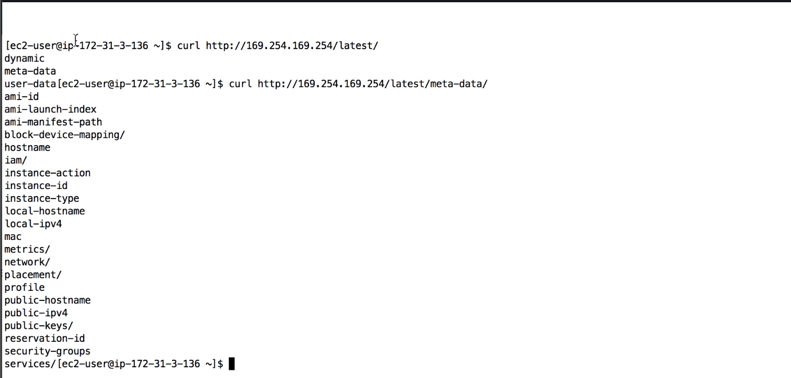 [ec2-user@ip-172-31-3-136 ~]$ curl http://169.254.169.254/latest/
dynamic
meta-data
user-data[ec2-user@ip-172-31-3-136 ~]$ curl http://169.254.169.254/latest/meta-data/
ami-id
ami-launch-index
ami-manifest-path
block-device-mapping/
hostname
iam/
instance-action
instance-id
instance-type
local-hostname
local-ipv4
mac
metrics/
network/
placement/
profile
public-hostname
public-ipv4
public-keys/
reservation-id
security-groups
services/[ec2-user@ip-172-31-3-136 ~]$